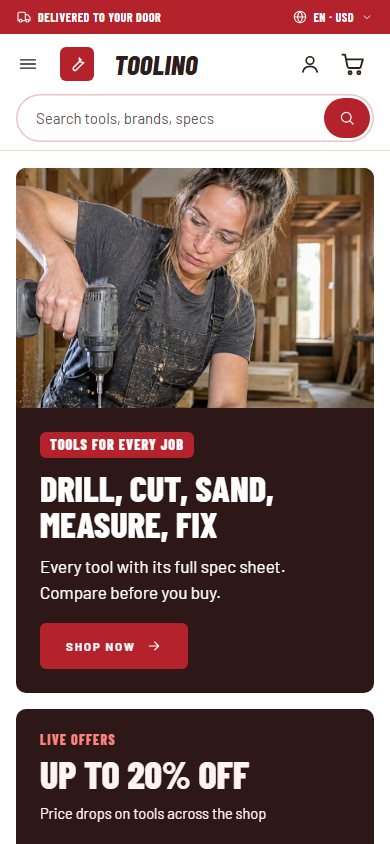 DELIVERED TO YOUR DOOR
EN · USD
TOOLINO
Search tools, brands, specs
TOOLS FOR EVERY JOB
DRILL, CUT, SAND,
MEASURE, FIX
Every tool with its full spec sheet.
Compare before you buy.
SHOP NOW
LIVE OFFERS
UP TO 20% OFF
Price drops on tools across the shop